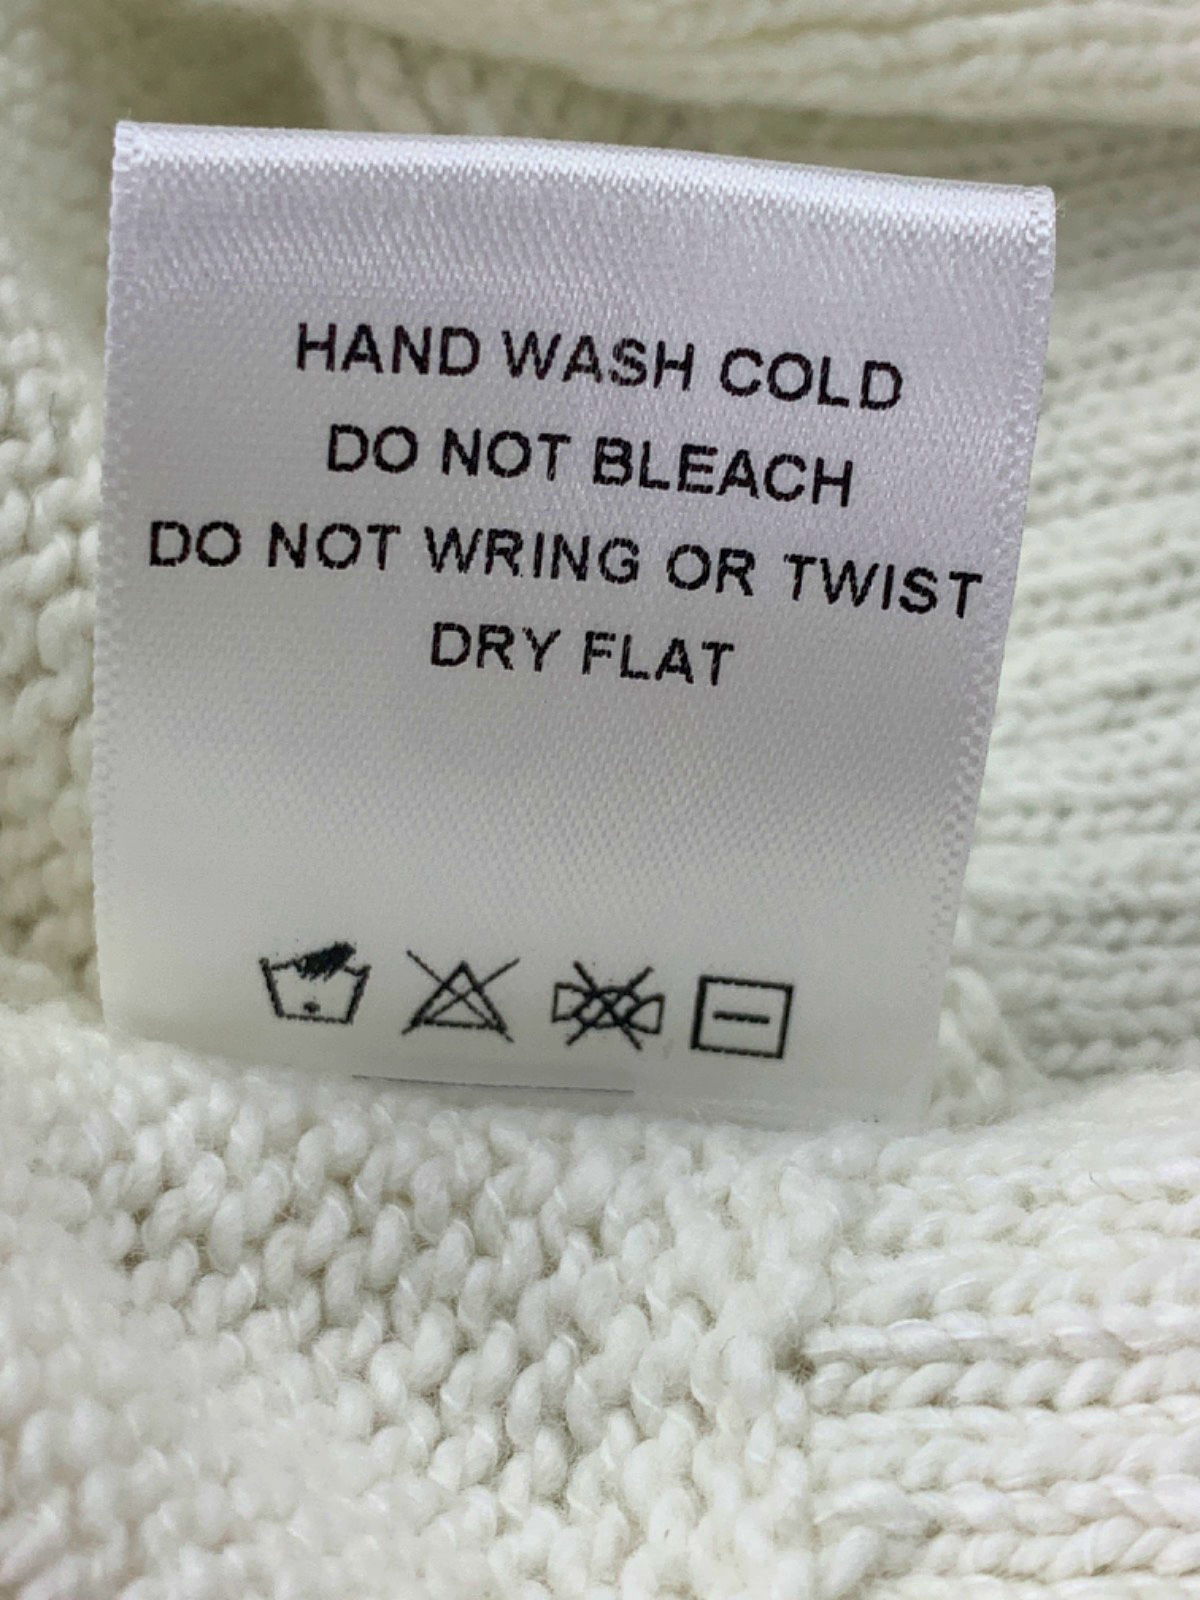 HAND WASH COLD
DO NOT BLEACH
DO NOT WRING OR TWIST
DRY FLAT